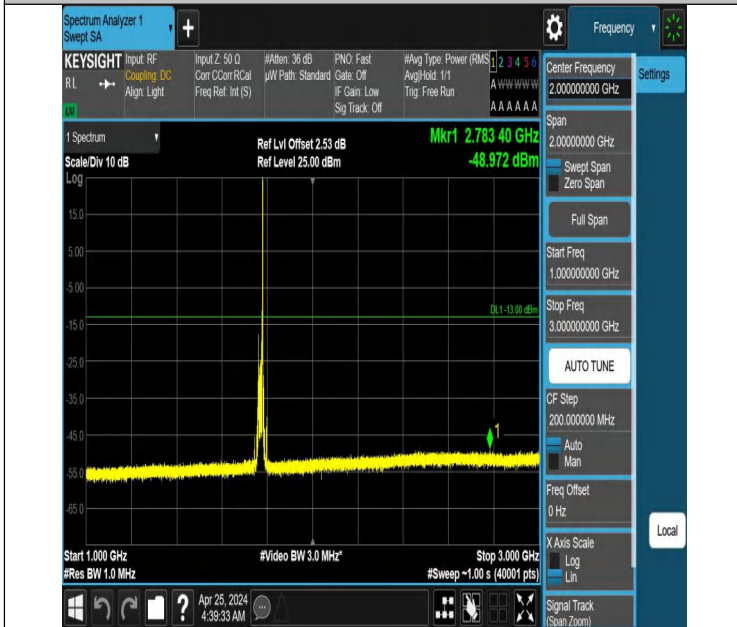 Spectrum Analyzer 1
Swept SA
+
Frequency
KEYSIGHT
RL
Input: RF
Coupling: DC
Align: Light
Input Z: 50 Ω
Corr CCorr RCal
Freq Ref: Int (S)
#Atten: 36 dB
µW Path: Standard
PNO: Fast
Gate: Off
IF Gain: Low
Sig Track: Off
#Avg Type: Power (RMS
Avg|Hold: 1/1
Trig: Free Run
1 2 3 4 5 6
A W W W W W
A A A A A A
1 Spectrum
Scale/Div 10 dB
Log
Ref Lvl Offset 2.53 dB
Ref Level 25.00 dBm
Mkr1 2.783 40 GHz
-48.972 dBm
15.0
5.00
-5.00
-15.0
-25.0
-35.0
-45.0
-55.0
-65.0
DL1 -13.00 dBm
1
Start 1.000 GHz
#Res BW 1.0 MHz
#Video BW 3.0 MHz*
Stop 3.000 GHz
#Sweep ~1.00 s (40001 pts)
Center Frequency
2.000000000 GHz
Settings
Span
2.00000000 GHz
Swept Span
Zero Span
Full Span
Start Freq
1.000000000 GHz
Stop Freq
3.000000000 GHz
AUTO TUNE
CF Step
200.000000 MHz
Auto
Man
Freq Offset
0 Hz
X Axis Scale
Log
Lin
Local
Signal Track
(Span Zoom)
?
Apr 25, 2024
4:39:33 AM